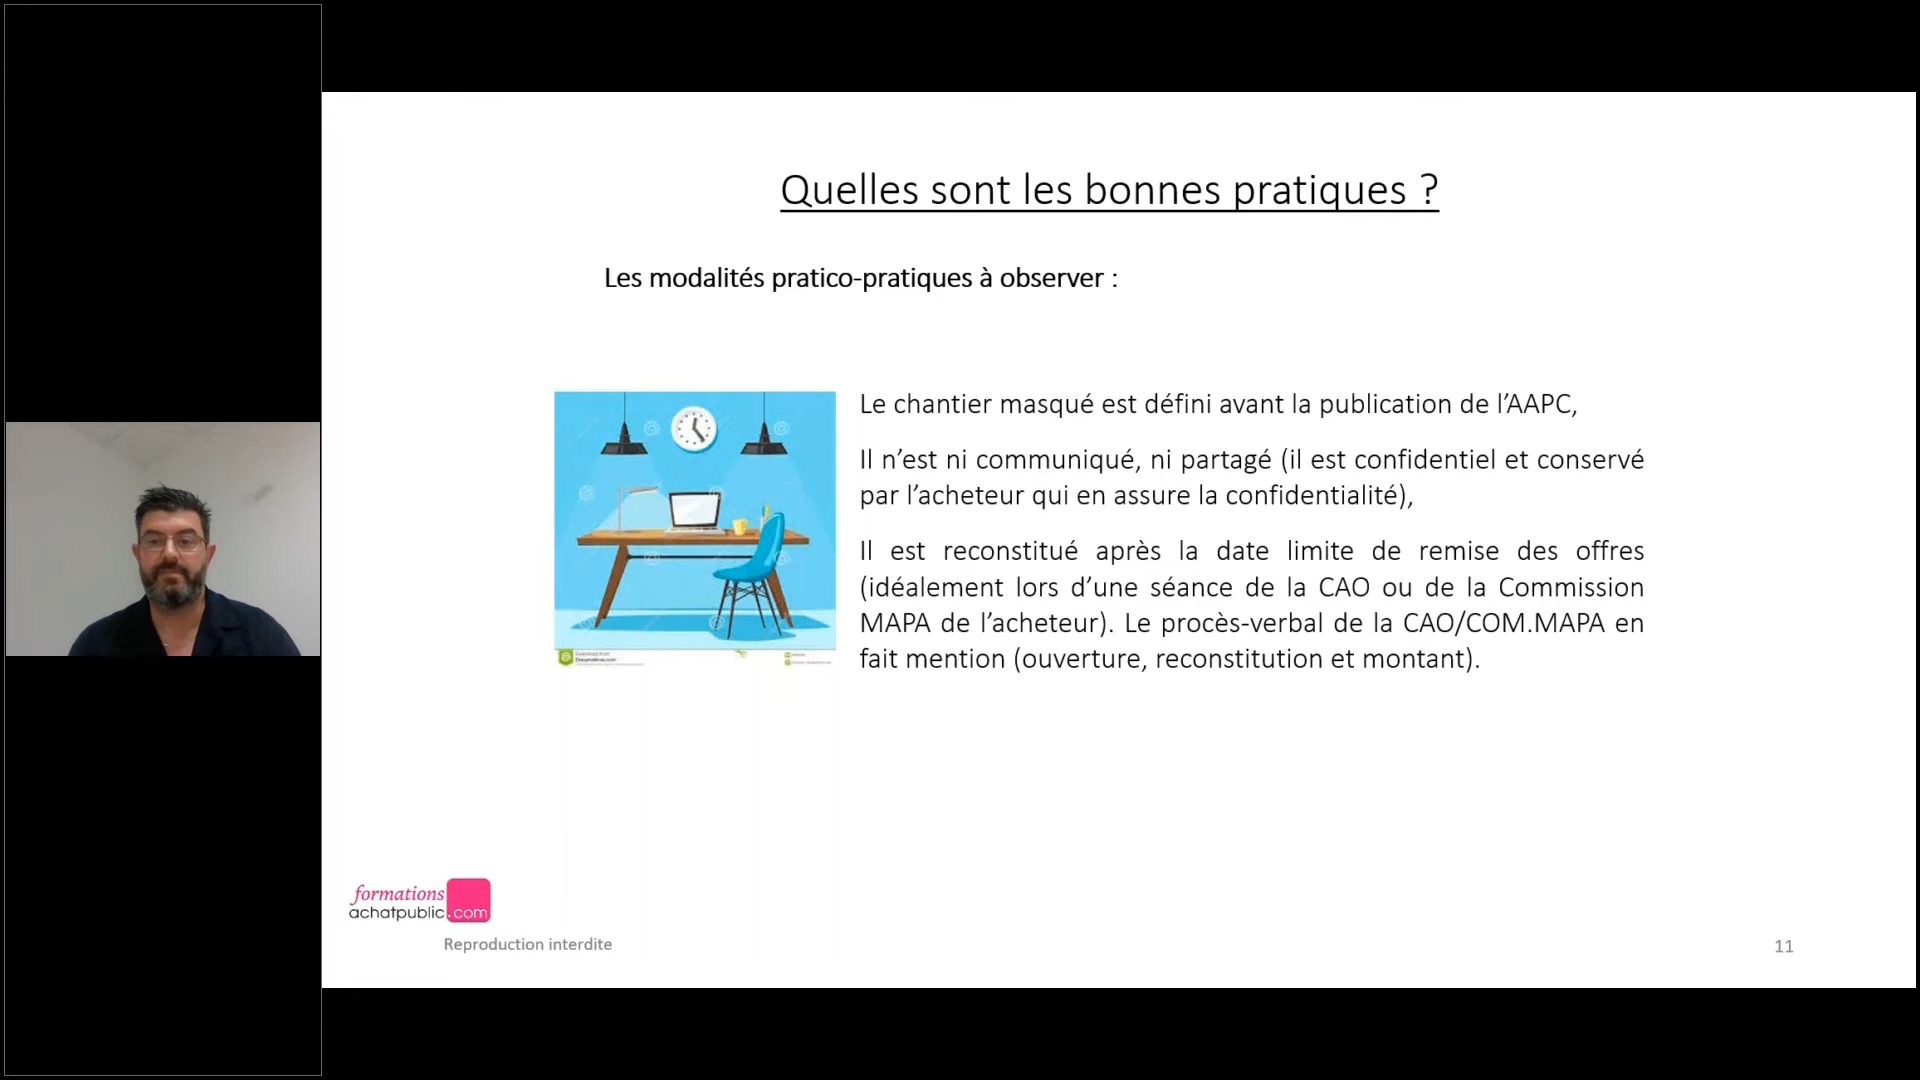 Quelles sont les bonnes pratiques ?
Les modalités pratico-pratiques à observer :
Le chantier masqué est défini avant la publication de l’AAPC,
Il n’est ni communiqué, ni partagé (il est confidentiel et conservé
par l’acheteur qui en assure la confidentialité),
Il est reconstitué après la date limite de remise des offres
(idéalement lors d’une séance de la CAO ou de la Commission
MAPA de l’acheteur). Le procès-verbal de la CAO/COM.MAPA en
fait mention (ouverture, reconstitution et montant).
formations
achatpublic.com
Reproduction interdite
11